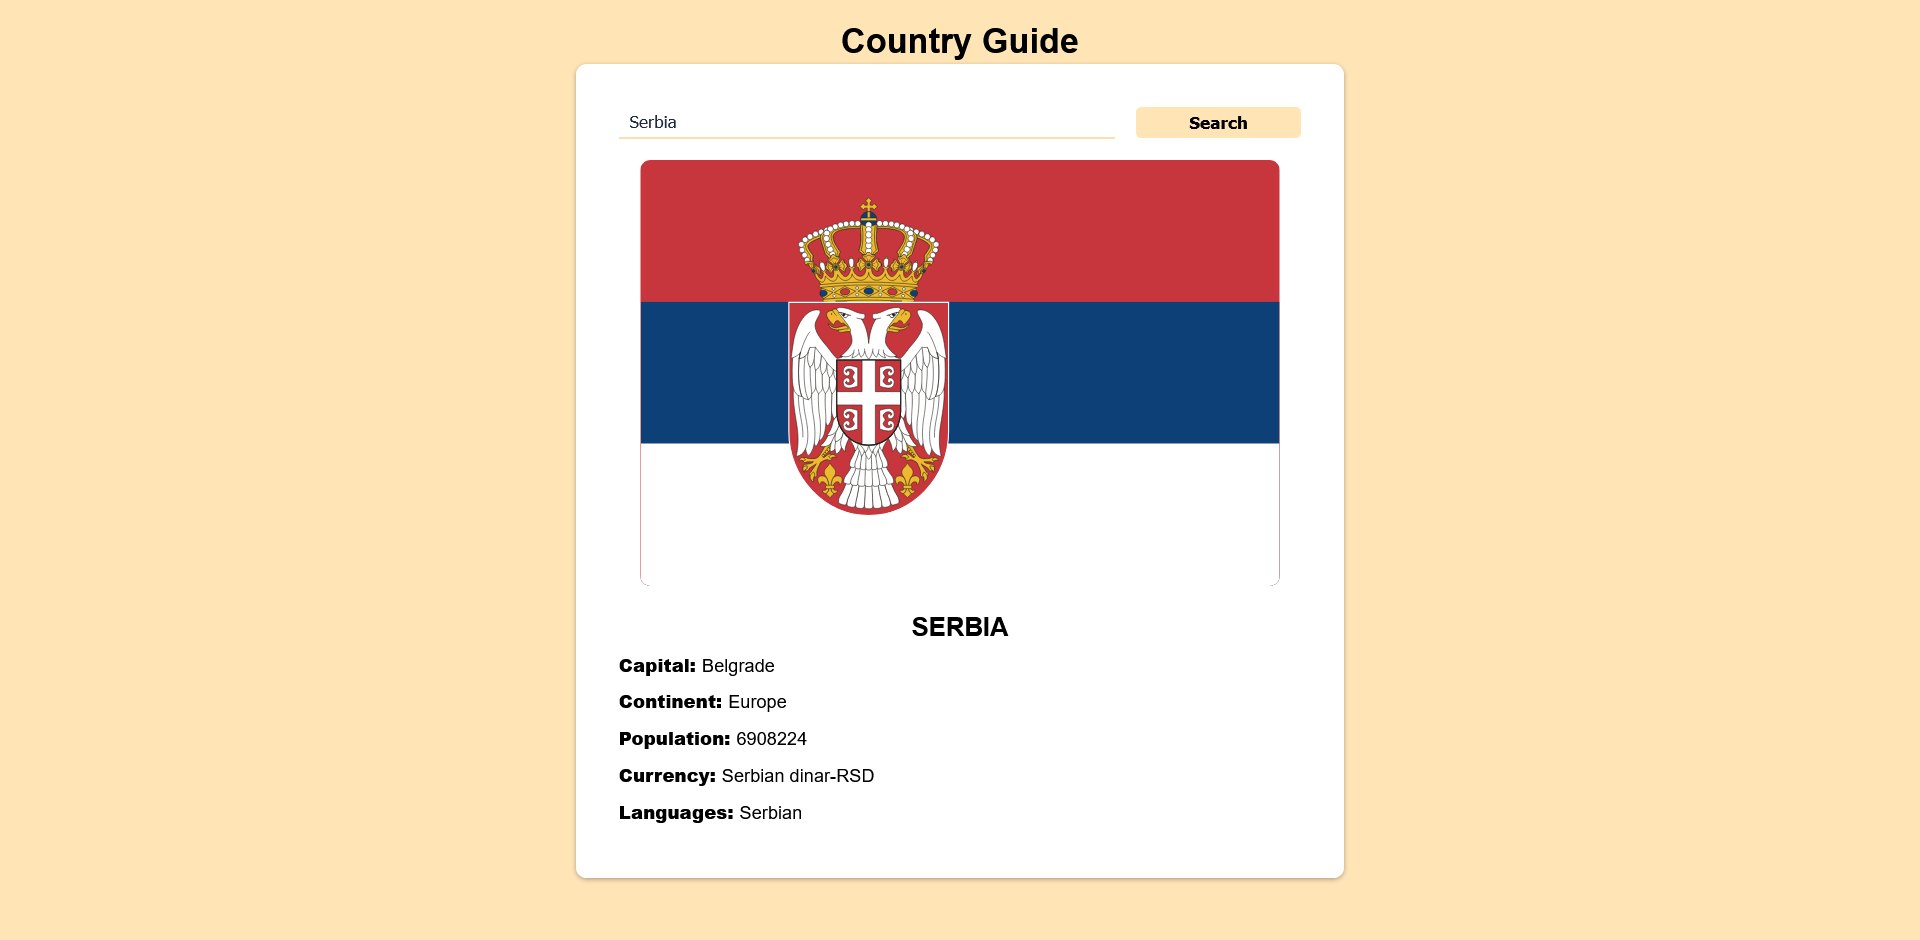 Country Guide
Serbia
Search
SERBIA
Capital: Belgrade
Continent: Europe
Population: 6908224
Currency: Serbian dinar-RSD
Languages: Serbian